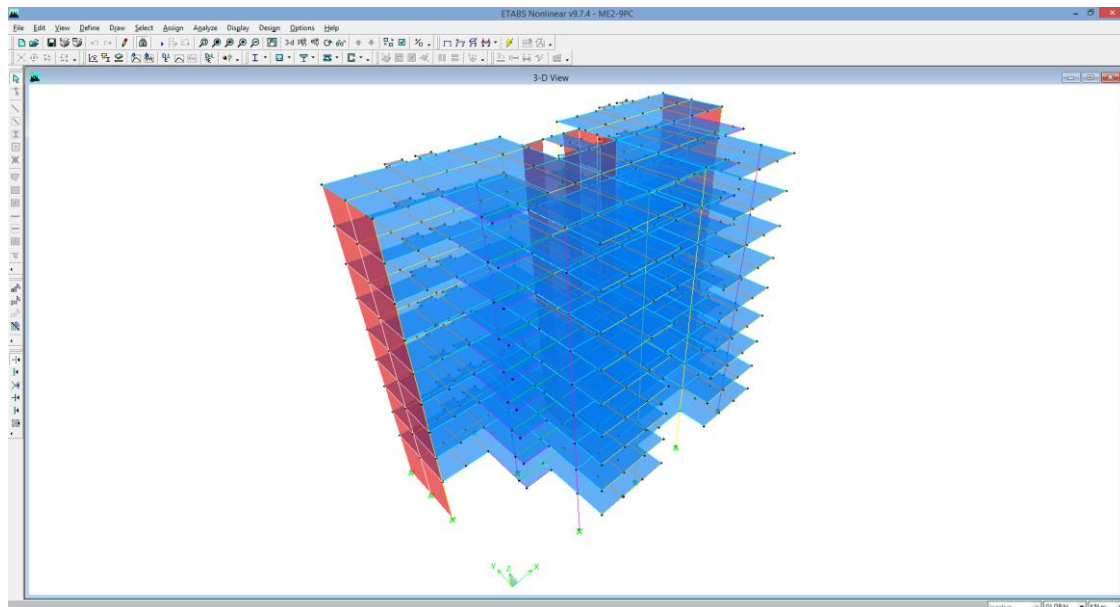 ETABS Nonlinear v9.7.4 - ME2-9PC
File Edit View Define Draw Select Assign Analyze Display Design Options Help
3-d
3-D View
Y Z X
GLOBAL